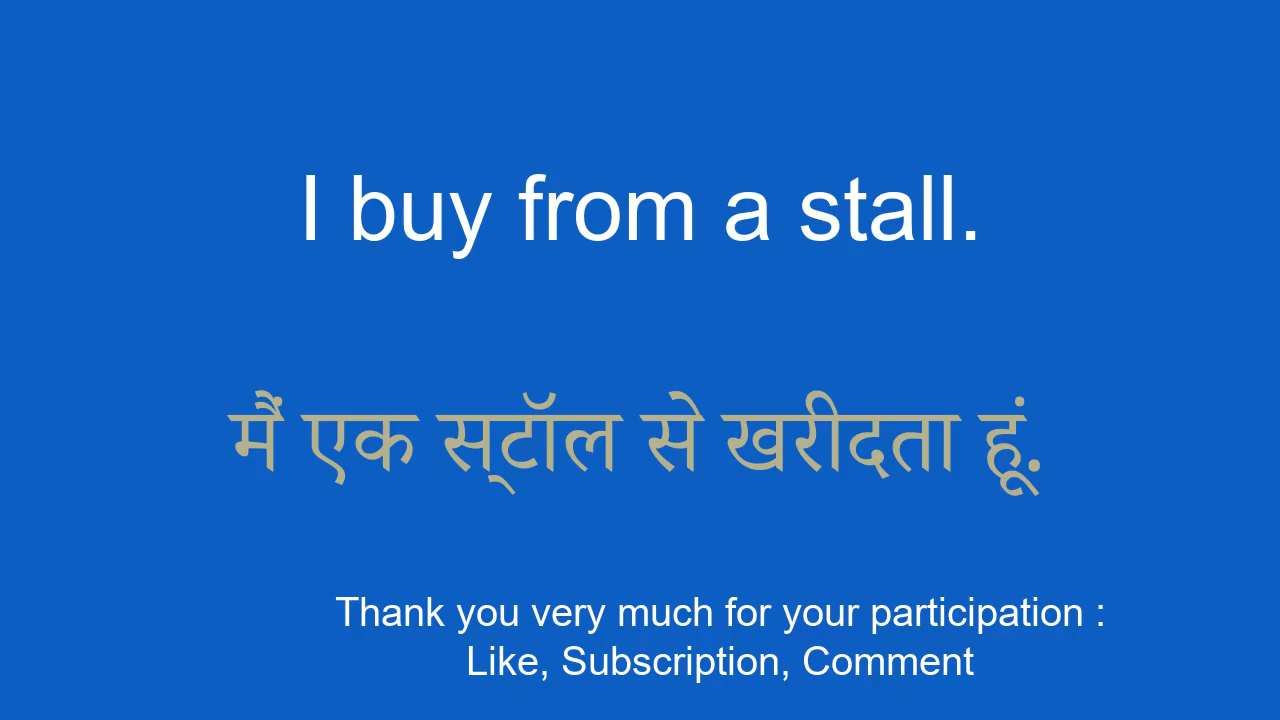 I buy from a stall.
मैं एक स्टॉल से खरीदता हूं.
Thank you very much for your participation :
Like, Subscription, Comment